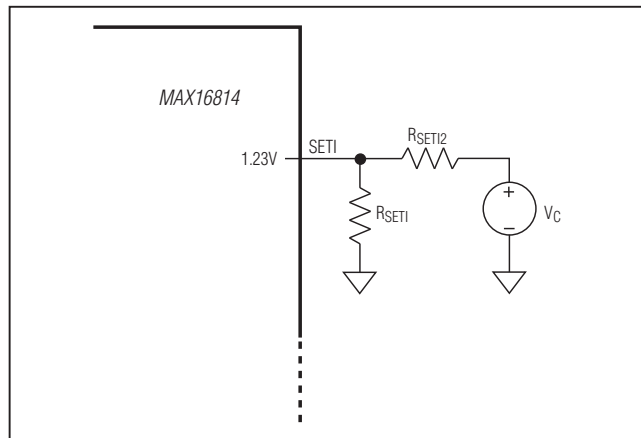 MAX16814
1.23V
SETI
RSETI2
RSETI
+
−
VC